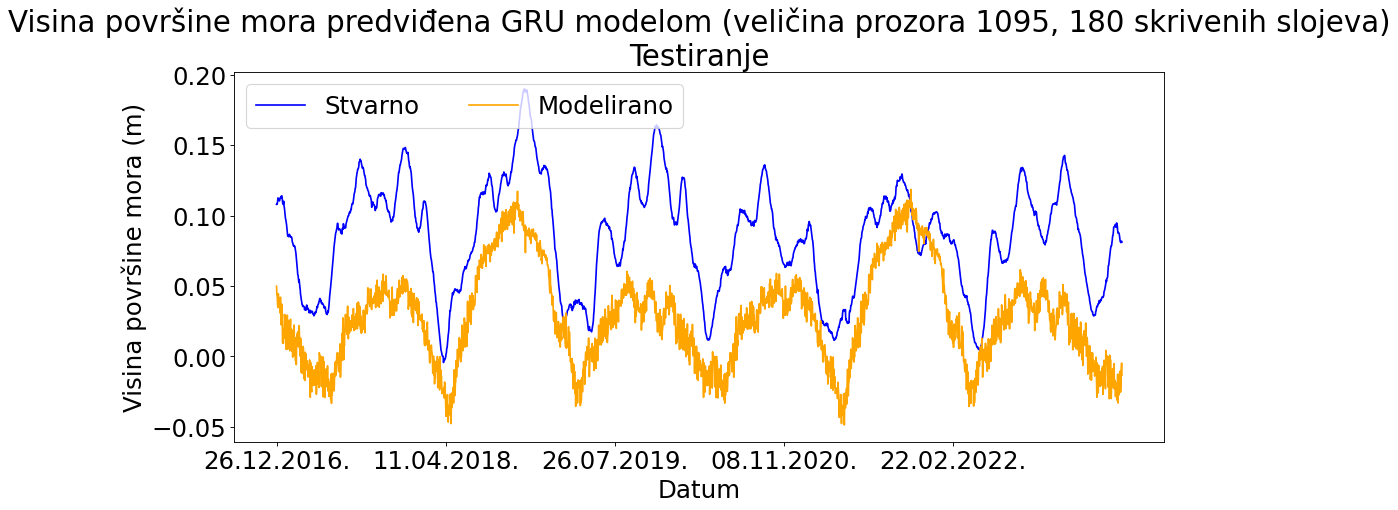 Visina površine mora predviđena GRU modelom (veličina prozora 1095, 180 skrivenih slojeva)
Testiranje
Stvarno Modelirano
Visina površine mora (m)
0.20
0.15
0.10
0.05
0.00
−0.05
26.12.2016. 11.04.2018. 26.07.2019. 08.11.2020. 22.02.2022.
Datum